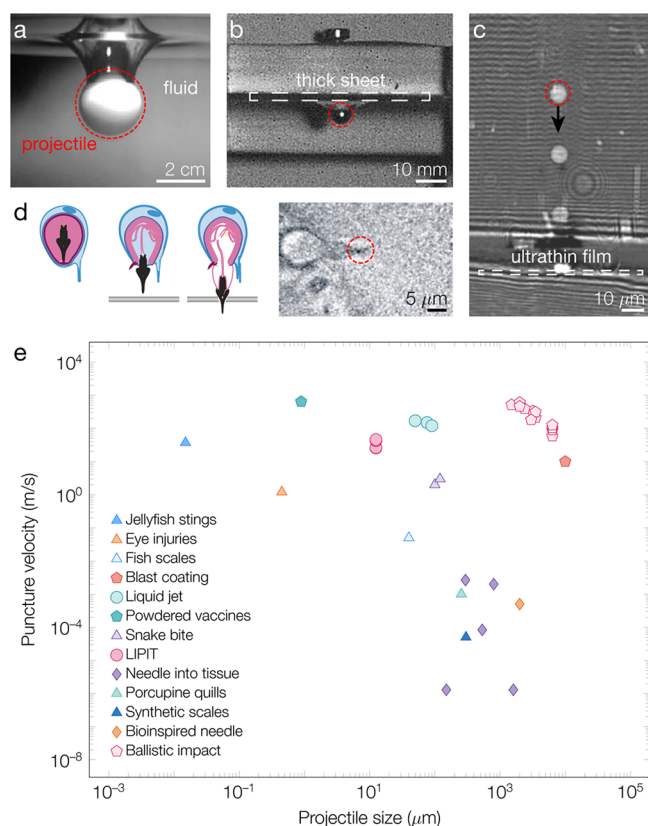 a
fluid
projectile
2 cm
b
thick sheet
10 mm
c
ultrathin film
10 μm
d
5 μm
e
Puncture velocity (m/s)
10⁴
10⁰
10⁻⁴
10⁻⁸
Jellyfish stings
Eye injuries
Fish scales
Blast coating
Liquid jet
Powdered vaccines
Snake bite
LIPIT
Needle into tissue
Porcupine quills
Synthetic scales
Bioinspired needle
Ballistic impact
10⁻³ 10⁻¹ 10¹ 10³ 10⁵
Projectile size (μm)